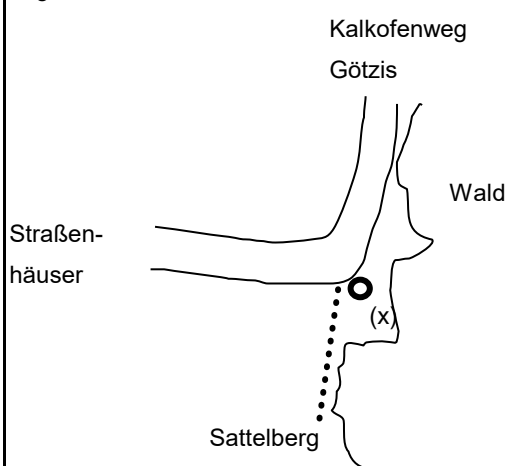 Kalkofenweg
Götzis
Wald
Straßen-
häuser
(x)
Sattelberg